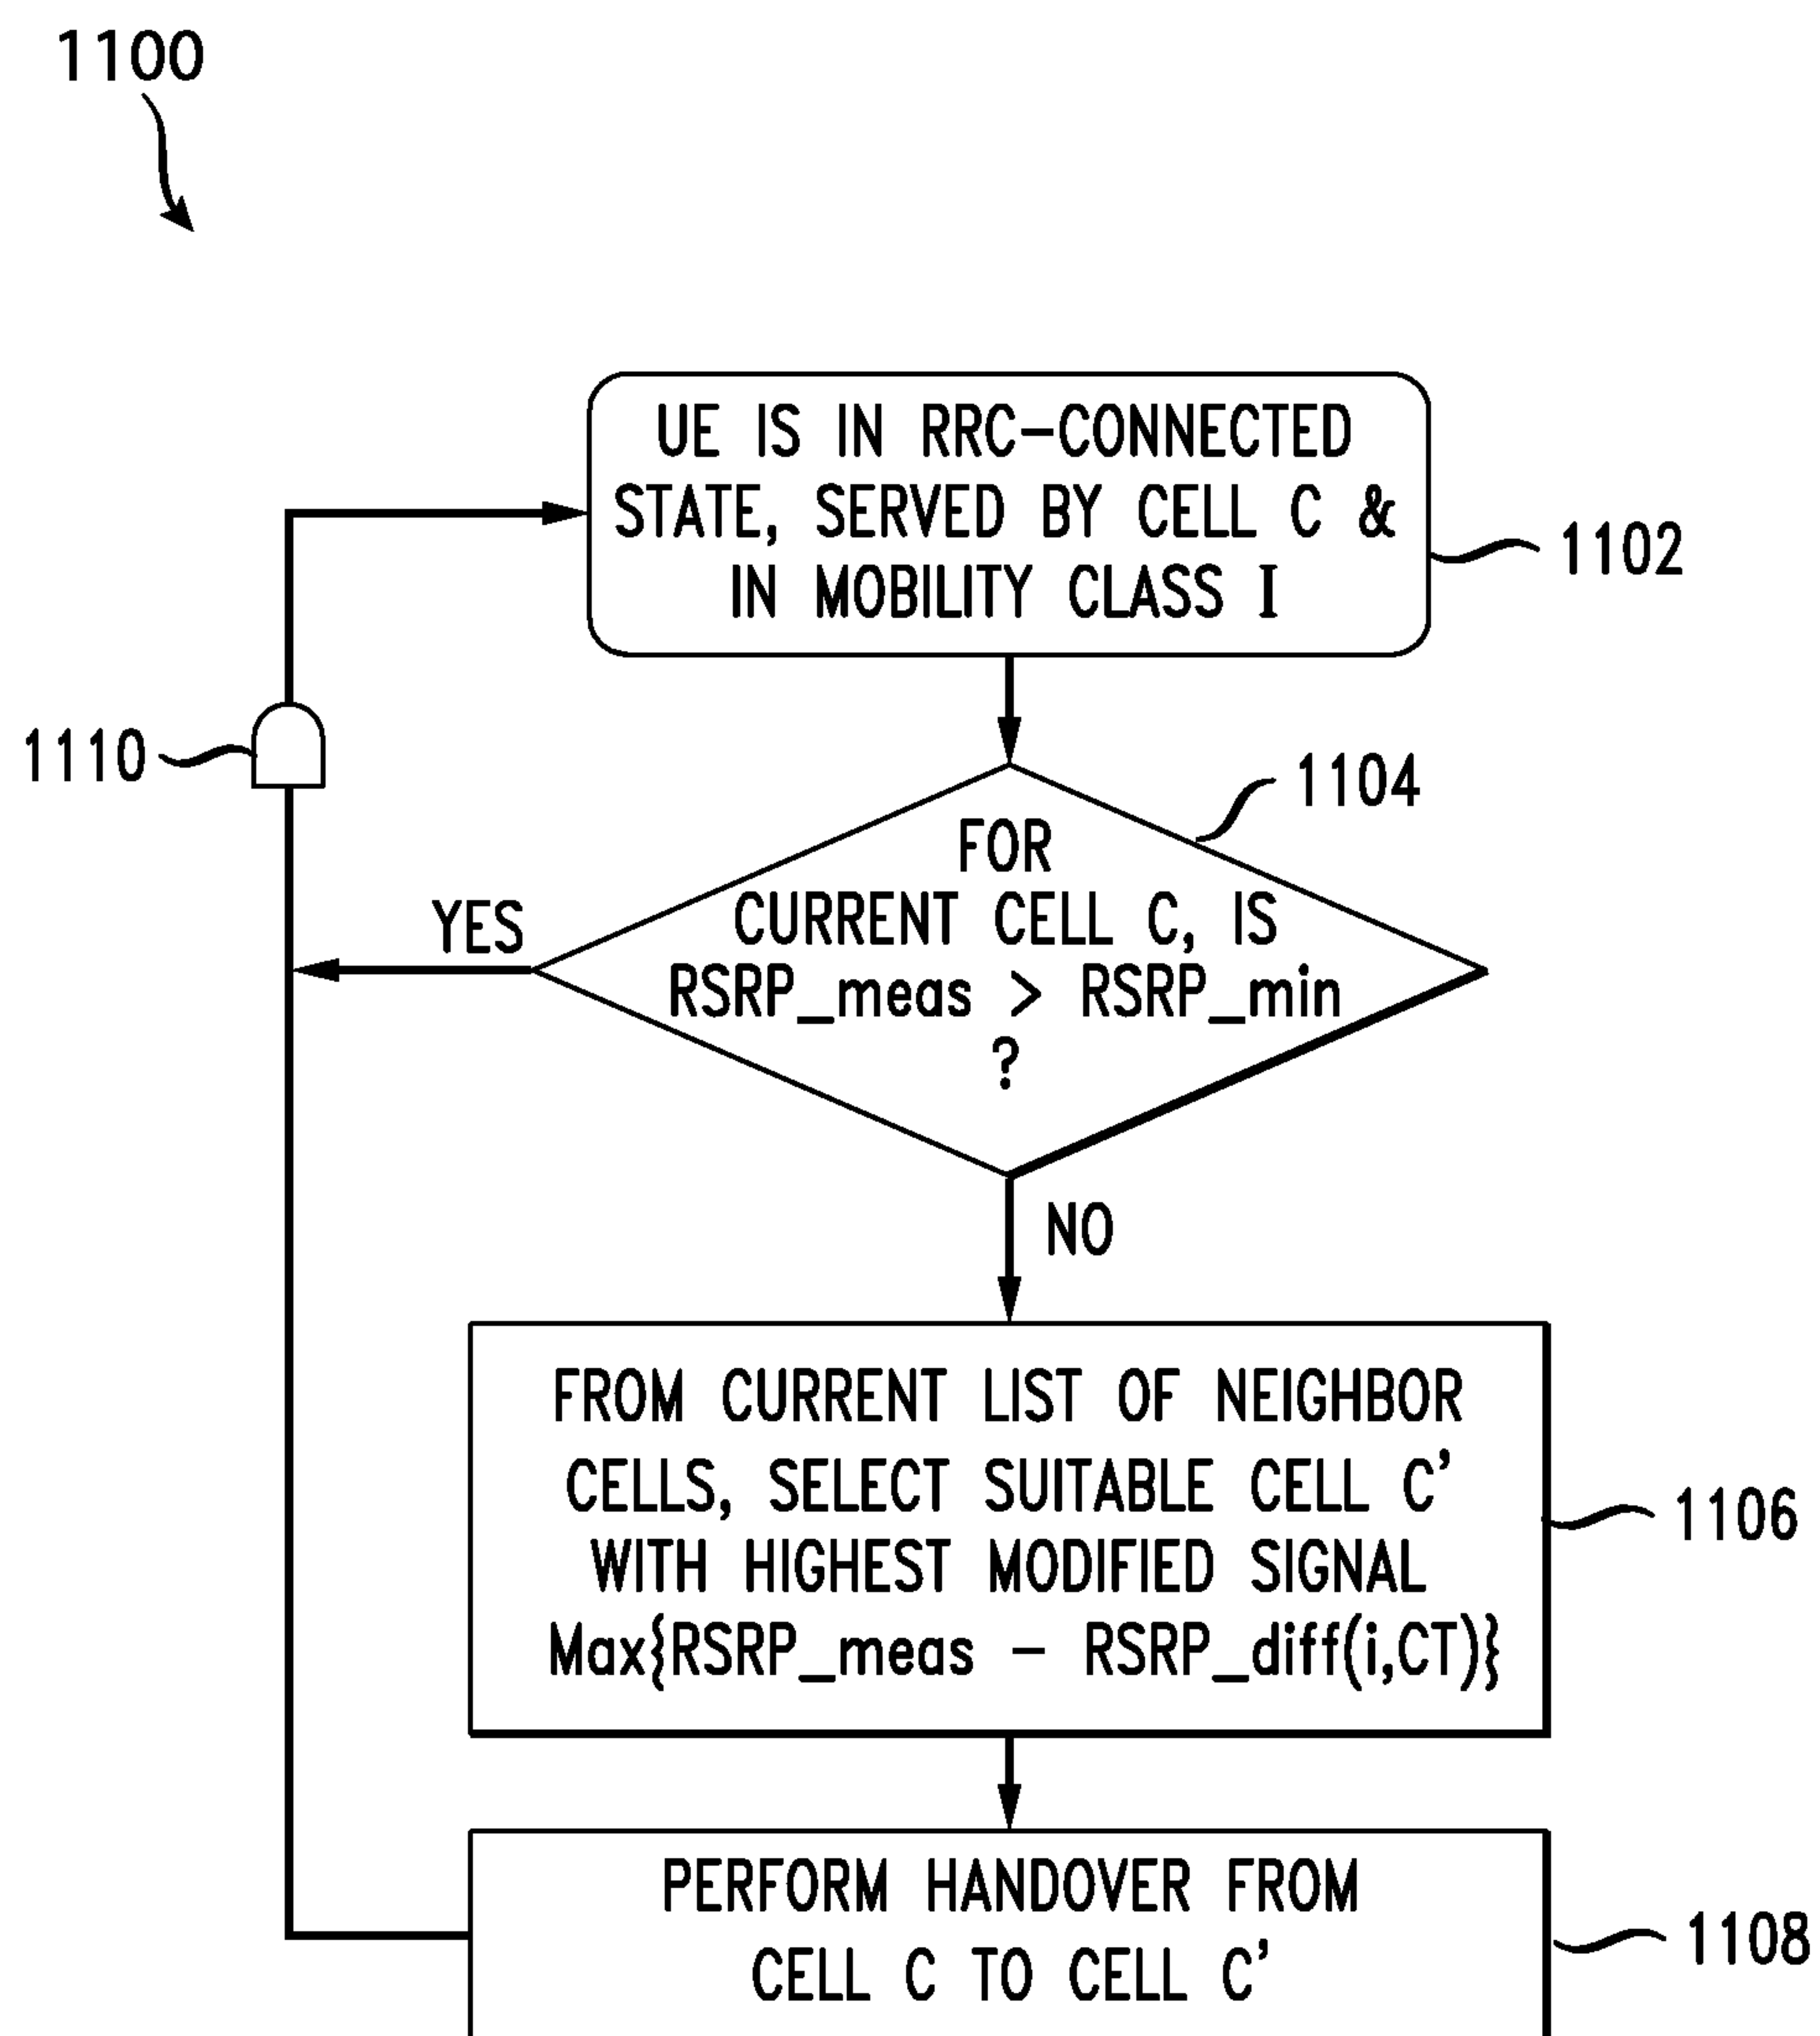 1100
UE IS IN RRC-CONNECTED
STATE, SERVED BY CELL C &
IN MOBILITY CLASS I
1102
1110
1104
FOR
CURRENT CELL C, IS
RSRP_meas > RSRP_min
?
YES
NO
FROM CURRENT LIST OF NEIGHBOR
CELLS, SELECT SUITABLE CELL C'
WITH HIGHEST MODIFIED SIGNAL
Max{RSRP_meas - RSRP_diff(i,CT)}
1106
PERFORM HANDOVER FROM
CELL C TO CELL C'
1108